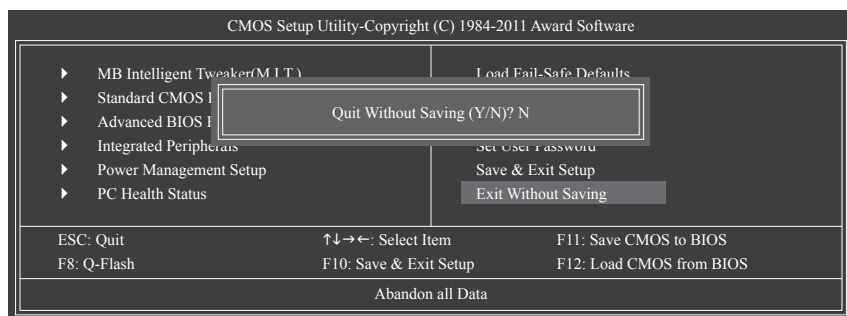 CMOS Setup Utility-Copyright (C) 1984-2011 Award Software
MB Intelligent Tweaker(M.I.T.)
Standard CMOS
Advanced BIOS
Integrated Peripherals
Power Management Setup
PC Health Status
Load Fail-Safe Defaults
Set User Password
Save & Exit Setup
Exit Without Saving
Quit Without Saving (Y/N)? N
ESC: Quit ↑↓→←: Select Item F11: Save CMOS to BIOS
F8: Q-Flash F10: Save & Exit Setup F12: Load CMOS from BIOS
Abandon all Data